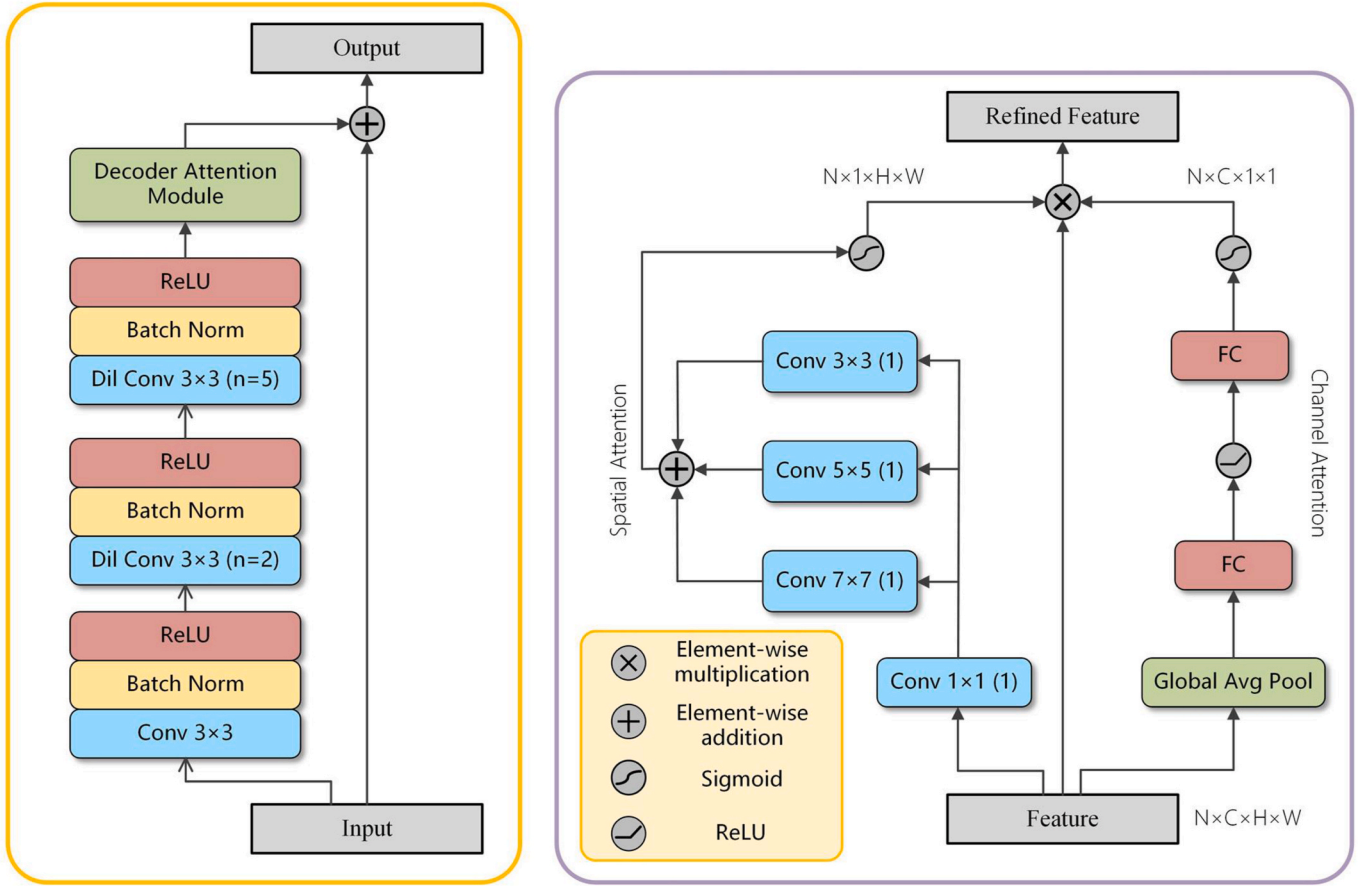 Output
Decoder Attention
Module
ReLU
Batch Norm
Dil Conv 3×3 (n=5)
ReLU
Batch Norm
Dil Conv 3×3 (n=2)
ReLU
Batch Norm
Conv 3×3
Input
Refined Feature
N×1×H×W
N×C×1×1
Conv 3×3 (1)
Conv 5×5 (1)
Conv 7×7 (1)
Spatial Attention
FC
FC
Channel Attention
Conv 1×1 (1)
Global Avg Pool
Feature
N×C×H×W
Element-wise
multiplication
Element-wise
addition
Sigmoid
ReLU